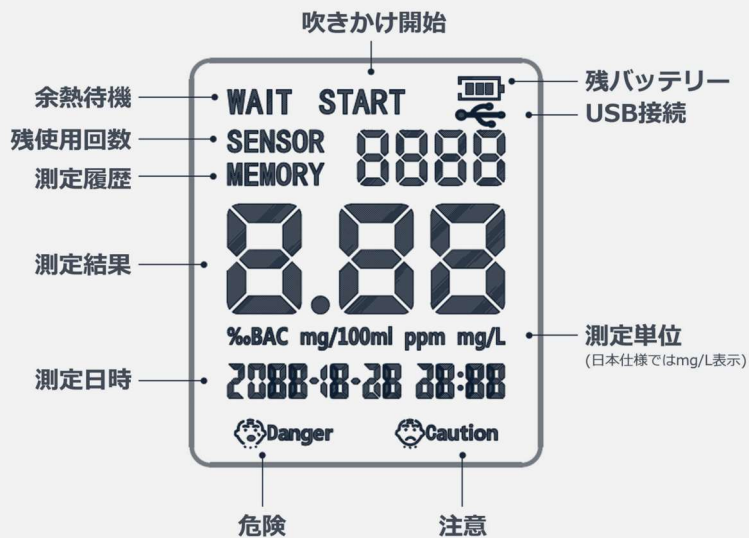 吹きかけ開始
余熱待機
WAIT START
残バッテリー
USB接続
残使用回数
SENSOR
8888
測定履歴
MEMORY
測定結果
8.88
‰BAC mg/100ml ppm mg/L
測定単位
(日本仕様ではmg/L表示)
測定日時
2088-18-28 28:88
Danger
Caution
危険
注意